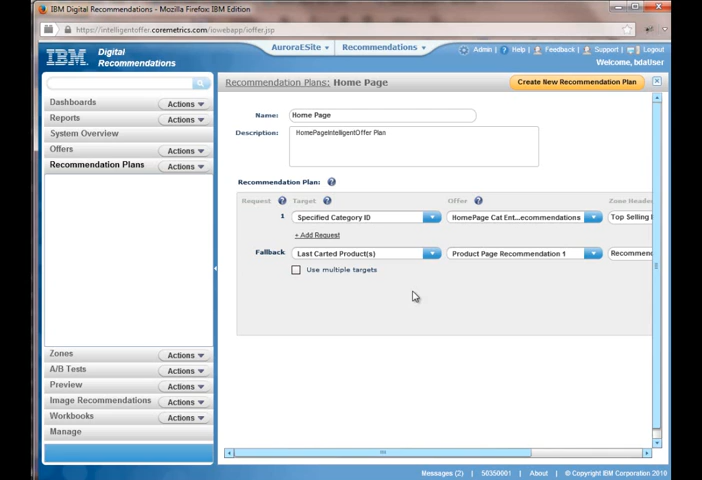 IBM Digital Recommendations - Mozilla Firefox: IBM Edition
https://intelligentoffer.coremetrics.com/iowebapp/ioffer.jsp
AuroraESite Recommendations
Admin | Help | Feedback | Support | Logout
IBM Digital Recommendations
Welcome, bdaUser
Recommendation Plans: Home Page
Create New Recommendation Plan
Dashboards Actions
Reports Actions
System Overview
Offers Actions
Recommendation Plans Actions
Name: Home Page
Description: HomePageIntelligentOffer Plan
Recommendation Plan: ?
Request ? Target ? Offer ? Zone Heade
1 Specified Category ID HomePage Cat Ent...ecommendations Top Selling
+ Add Request
Fallback Last Carted Product(s) Product Page Recommendation 1 Recommen
Use multiple targets
Zones Actions
A/B Tests Actions
Preview Actions
Image Recommendations Actions
Workbooks Actions
Manage
Messages (2) | 50350001 | About | © Copyright IBM Corporation 2010